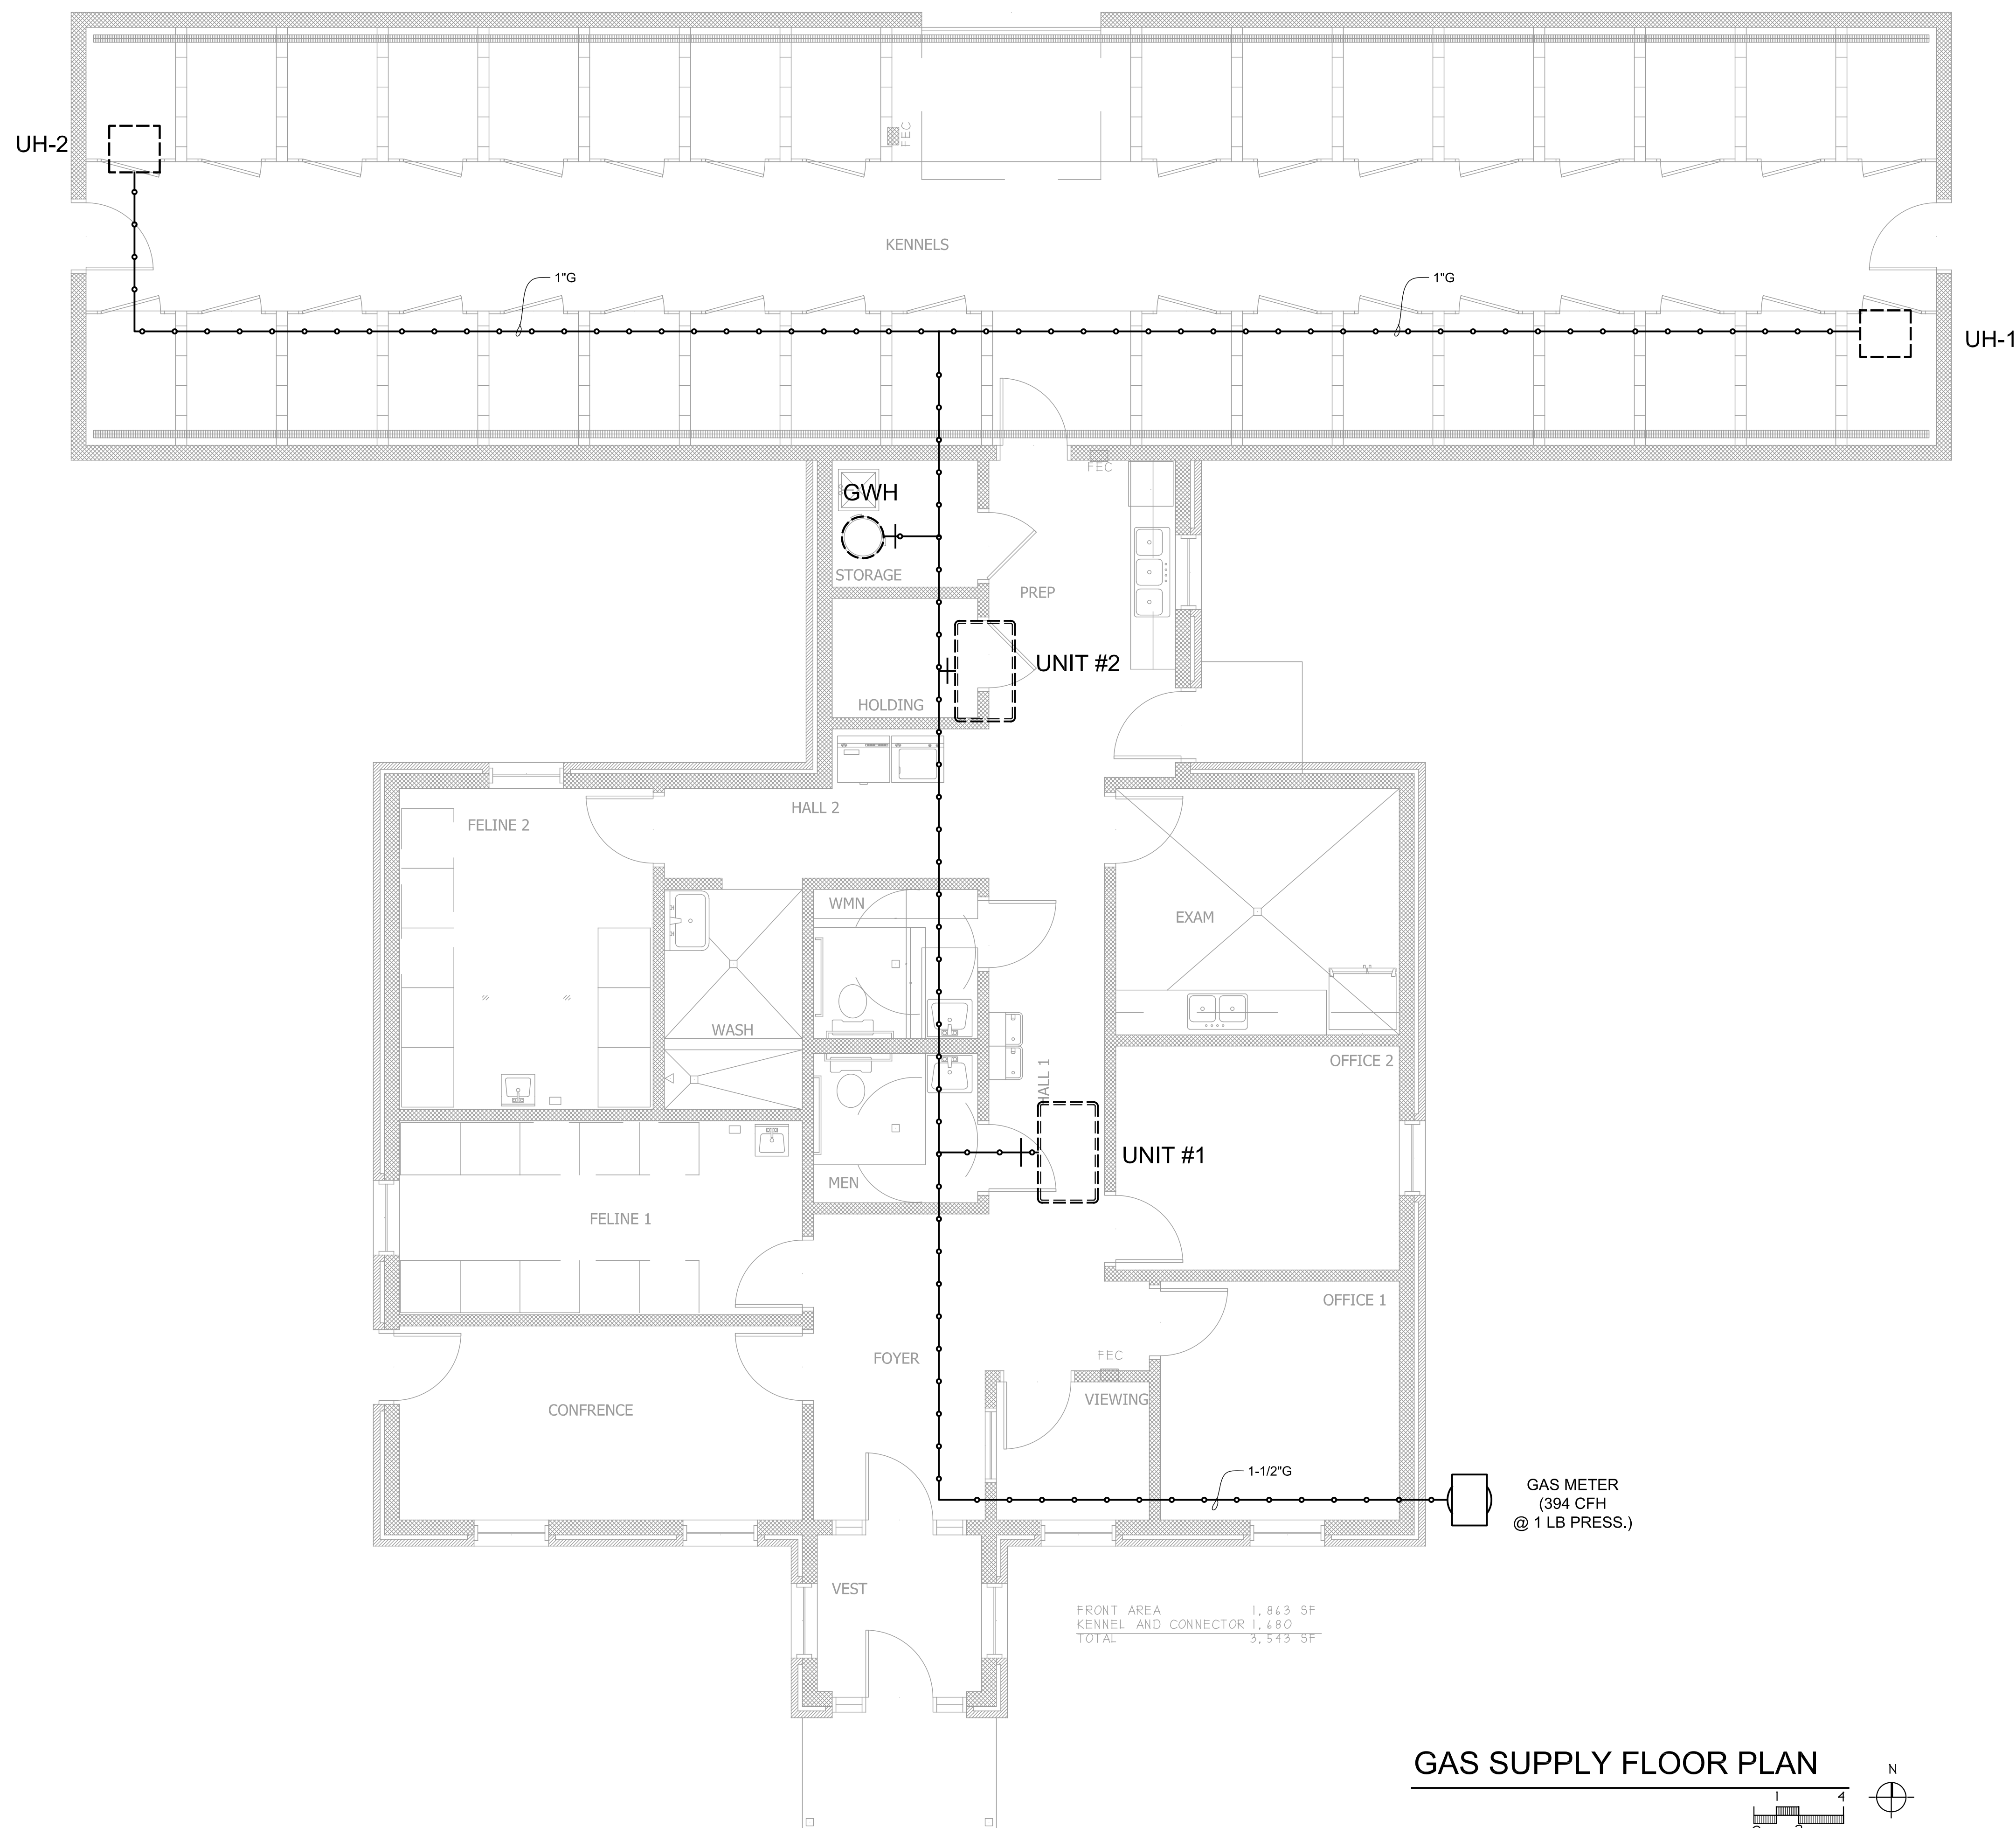 UH-2
FEC
KENNELS
1"G
1"G
UH-1
FEC
GWH
STORAGE
PREP
UNIT #2
HOLDING
HALL 2
FELINE 2
WMN
EXAM
WASH
HALL 1
OFFICE 2
UNIT #1
MEN
FELINE 1
OFFICE 1
FOYER
FEC
VIEWING
CONFRENCE
1-1/2"G
GAS METER
(394 CFH
@ 1 LB PRESS.)
VEST
FRONT AREA 1,863 SF
KENNEL AND CONNECTOR 1,680
TOTAL 3,543 SF
GAS SUPPLY FLOOR PLAN
N
1 4